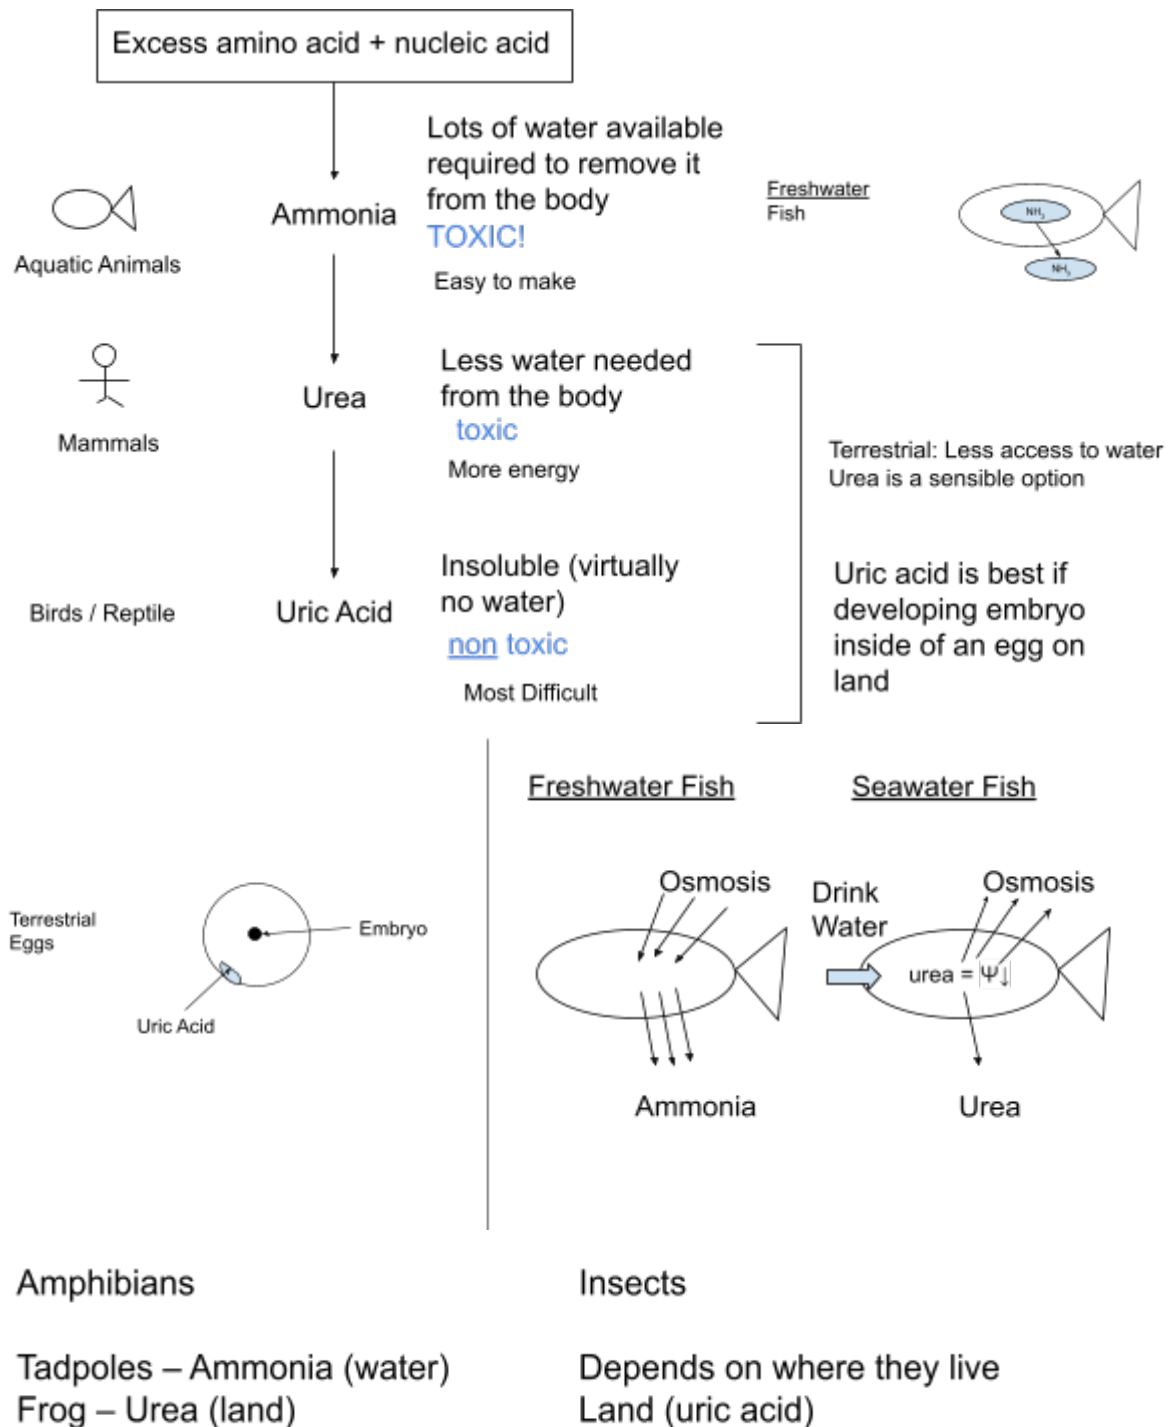 Excess amino acid + nucleic acid
Lots of water available
required to remove it
from the body
TOXIC!
Easy to make
Ammonia
Aquatic Animals
Freshwater
Fish
NH3
NH3
Less water needed
from the body
toxic
More energy
Urea
Mammals
Terrestrial: Less access to water
Urea is a sensible option
Insoluble (virtually
no water)
non toxic
Most Difficult
Uric Acid
Birds / Reptile
Uric acid is best if
developing embryo
inside of an egg on
land
Terrestrial
Eggs
Embryo
Uric Acid
Freshwater Fish
Osmosis
Ammonia
Seawater Fish
Drink
Water
Osmosis
urea = Ψ↓
Urea
Amphibians
Tadpoles – Ammonia (water)
Frog – Urea (land)
Insects
Depends on where they live
Land (uric acid)